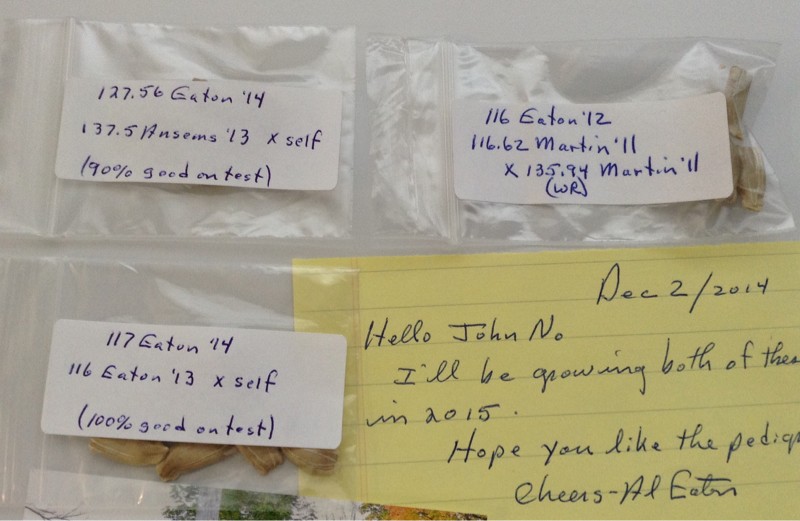 127.56 Eaton '14
137.5 Ansems '13 x self
(90% good on test)
116 Eaton '12
116.62 Martin '11
x 135.94 Martin '11
(WR)
117 Eaton '14
116 Eaton '13 x self
(100% good on test)
Dec 2/2014
Hello John No
I'll be growing both of
in 2015.
Hope you like the
Cheers-Al Eaton